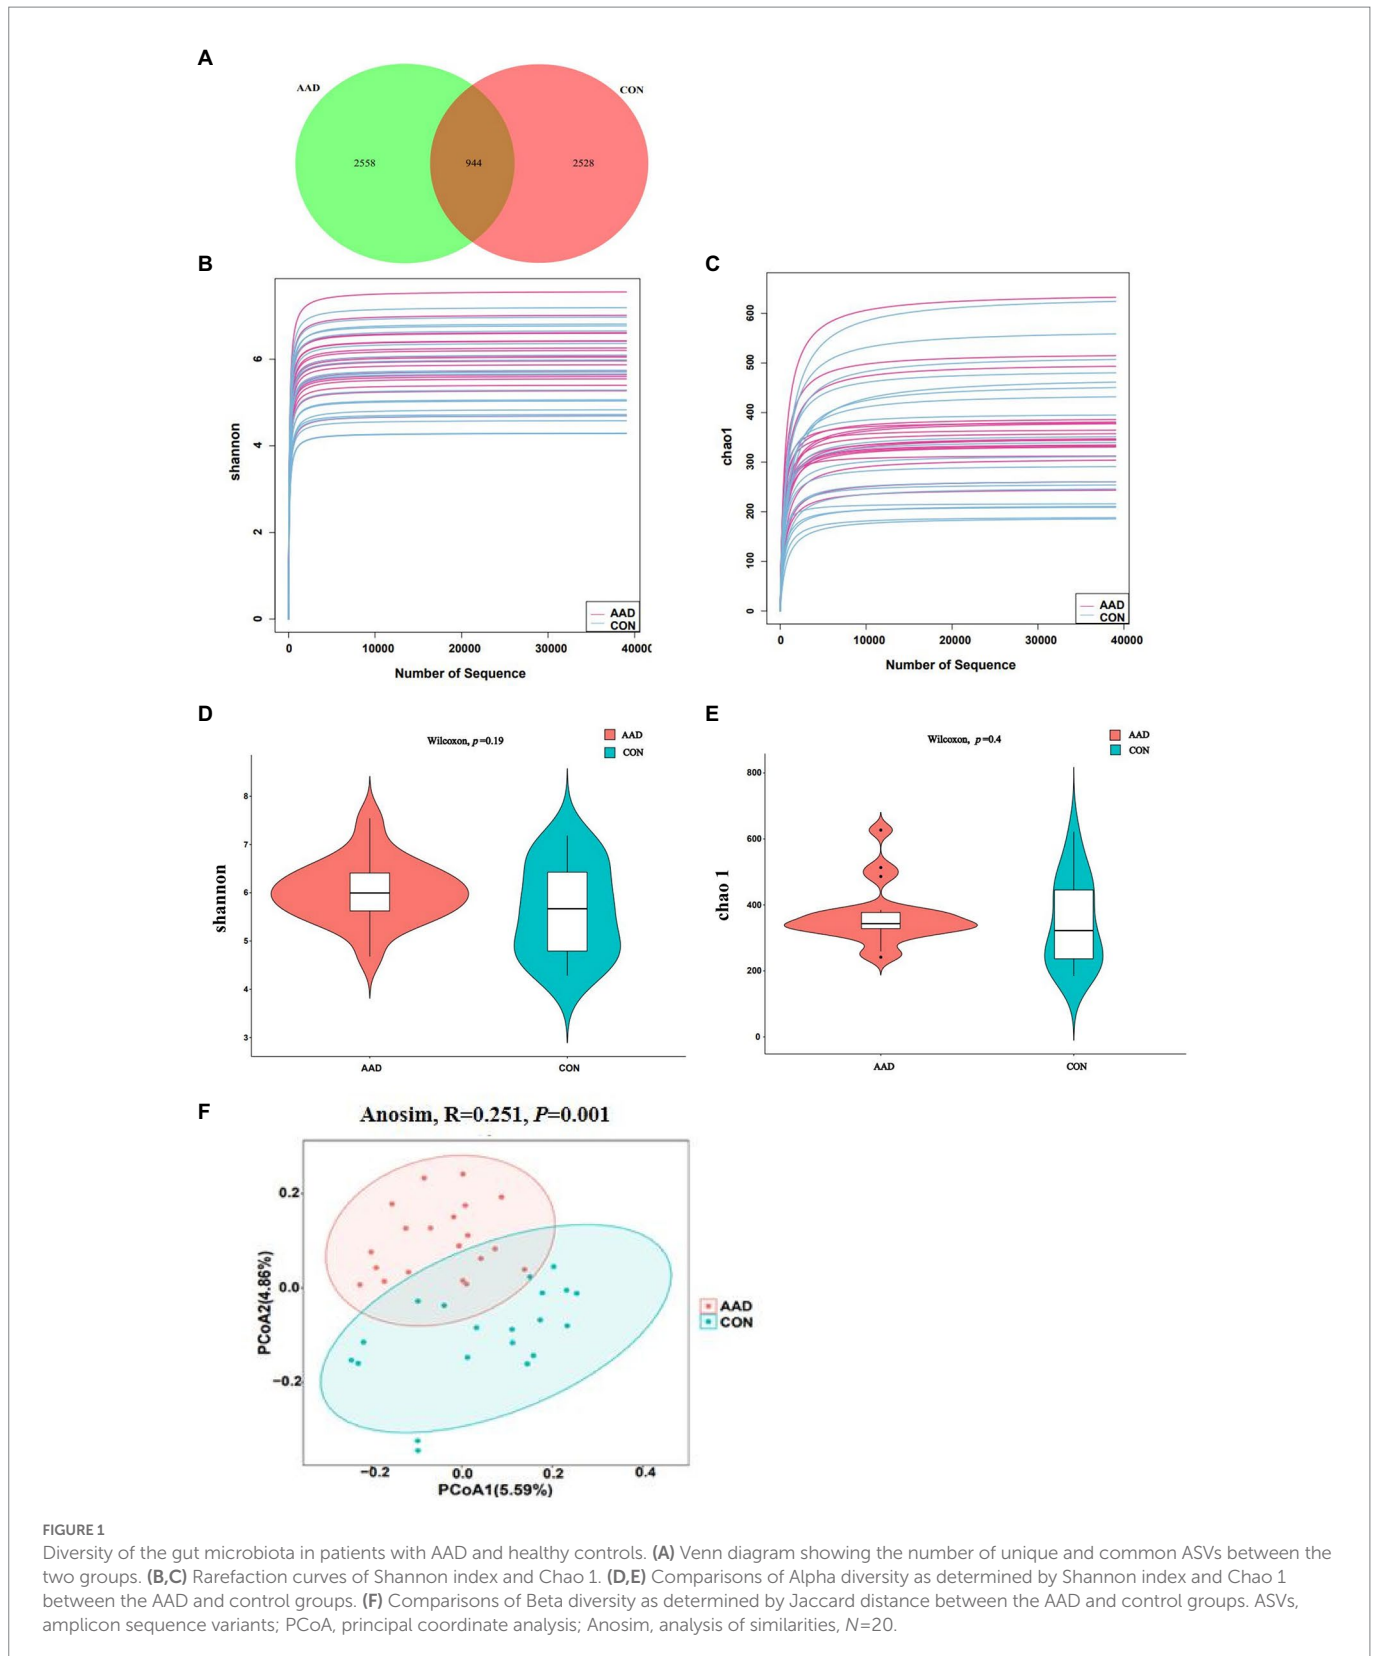 A
AAD
CON
2558
944
2528
B
shannon
6
4
2
0
AAD
CON
0
10000
20000
30000
4000
Number of Sequence
C
chao1
600
500
400
300
200
100
0
AAD
CON
0
10000
20000
30000
40000
Number of Sequence
D
Wilcoxon, p=0.19
AAD
CON
shannon
8
7
6
5
4
3
AAD
CON
E
Wilcoxon, p=0.4
AAD
CON
chao 1
800
600
400
200
0
AAD
CON
F
Anosim, R=0.251, P=0.001
PCoA2(4.86%)
0.2
0.0
−0.2
−0.2
0.0
0.2
0.4
PCoA1(5.59%)
AAD
CON
FIGURE 1
Diversity of the gut microbiota in patients with AAD and healthy controls. (A) Venn diagram showing the number of unique and common ASVs between the
two groups. (B,C) Rarefaction curves of Shannon index and Chao 1. (D,E) Comparisons of Alpha diversity as determined by Shannon index and Chao 1
between the AAD and control groups. (F) Comparisons of Beta diversity as determined by Jaccard distance between the AAD and control groups. ASVs,
amplicon sequence variants; PCoA, principal coordinate analysis; Anosim, analysis of similarities, N=20.